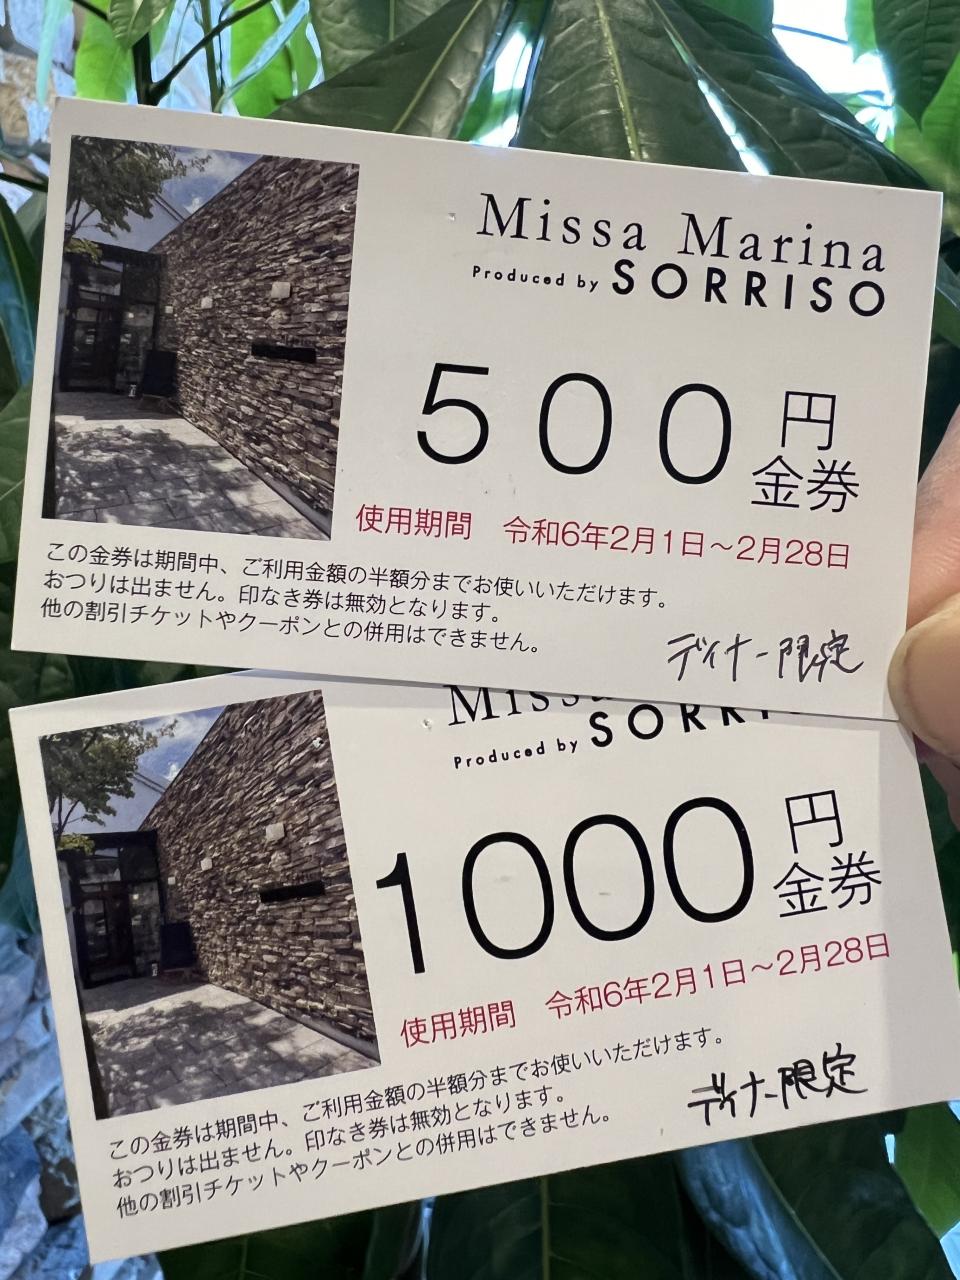 Missa Marina
Produced by SORRISO
500円
金券
使用期間 令和6年2月1日～2月28日
この金券は期間中、ご利用金額の半額分までお使いいただけます。
おつりは出ません。印なき券は無効となります。
他の割引チケットやクーポンとの併用はできません。
ディナー限定
Missa
Produced by SORR
1000円
金券
使用期間 令和6年2月1日～2月28日
この金券は期間中、ご利用金額の半額分までお使いいただけます。
おつりは出ません。印なき券は無効となります。
他の割引チケットやクーポンとの併用はできません。
ディナー限定